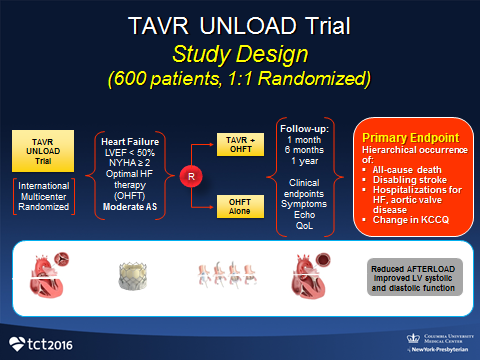 TAVR UNLOAD Trial
Study Design
(600 patients, 1:1 Randomized)
TAVR
UNLOAD
Trial
International
Multicenter
Randomized
Heart Failure
LVEF < 50%
NYHA ≥ 2
Optimal HF
therapy
(OHFT)
Moderate AS
R
TAVR +
OHFT
OHFT
Alone
Follow-up:
1 month
6 months
1 year
Clinical
endpoints
Symptoms
Echo
QoL
Primary Endpoint
Hierarchical occurrence
of:
▪ All-cause death
▪ Disabling stroke
▪ Hospitalizations for
HF, aortic valve
disease
▪ Change in KCCQ
Reduced AFTERLOAD
Improved LV systolic
and diastolic function
tct2016
COLUMBIA UNIVERSITY
MEDICAL CENTER
NewYork-Presbyterian